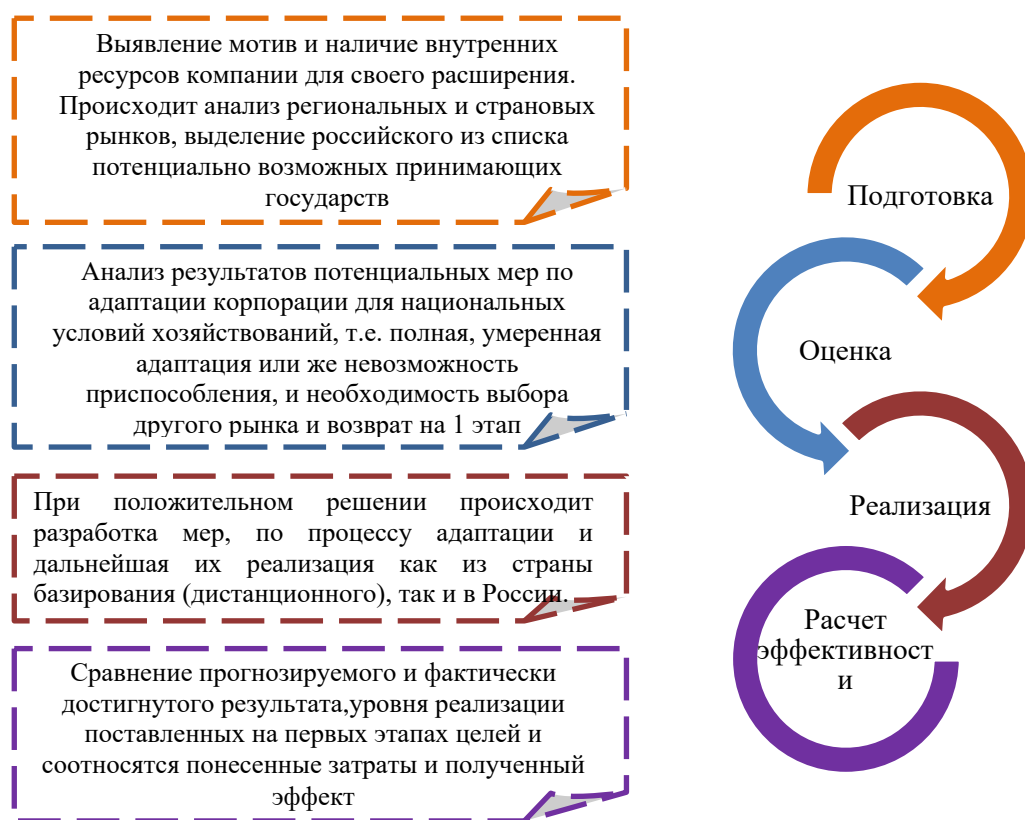 Выявление мотив и наличие внутренних
ресурсов компании для своего расширения.
Происходит анализ региональных и страновых
рынков, выделение российского из списка
потенциально возможных принимающих
государств
Подготовка
Анализ результатов потенциальных мер по
адаптации корпорации для национальных
условий хозяйствований, т.е. полная, умеренная
адаптация или же невозможность
приспособления, и необходимость выбора
другого рынка и возврат на 1 этап
Оценка
При положительном решении происходит
разработка мер, по процессу адаптации и
дальнейшая их реализация как из страны
базирования (дистанционного), так и в России.
Реализация
Сравнение прогнозируемого и фактически
достигнутого результата,уровня реализации
поставленных на первых этапах целей и
соотносятся понесенные затраты и полученный
эффект
Расчет
эффективност
и